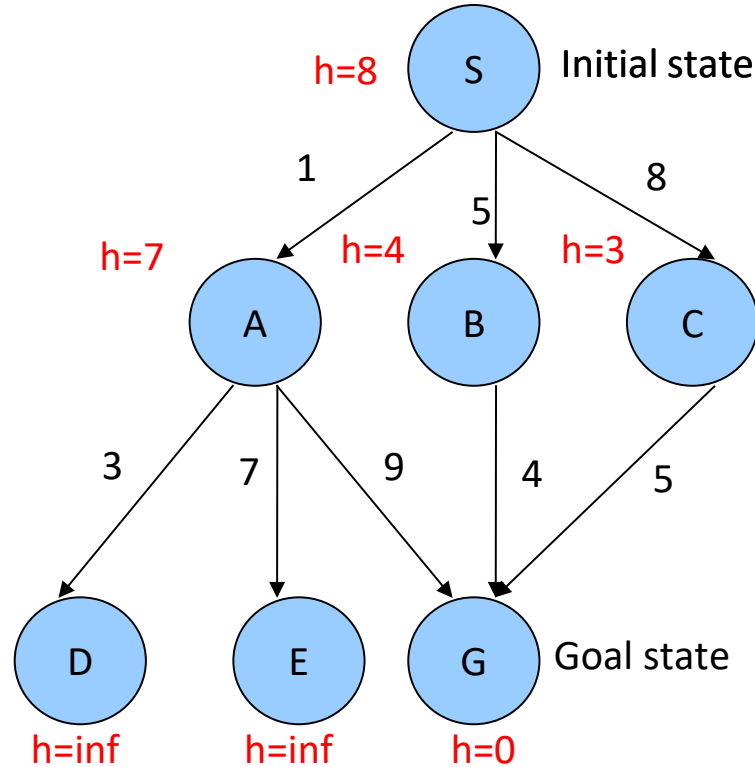 S
Initial state
h=8
1
5
8
h=7
h=4
h=3
A
B
C
3
7
9
4
5
D
E
G
Goal state
h=inf
h=inf
h=0